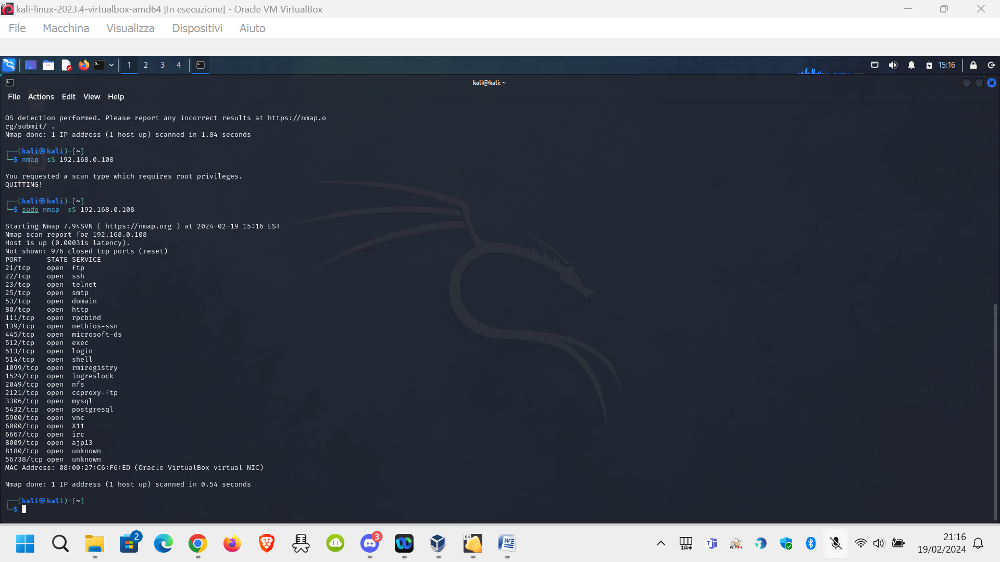 kali-linux-2023.4-virtualbox-amd64 [In esecuzione] - Oracle VM VirtualBox
File Macchina Visualizza Dispositivi Aiuto
1 2 3 4 15:16
kali@kali: ~
File Actions Edit View Help
OS detection performed. Please report any incorrect results at https://nmap.o
rg/submit/ .
Nmap done: 1 IP address (1 host up) scanned in 1.84 seconds
┌──(kali㉿kali)-[~]
└─$ nmap -sS 192.168.0.108
You requested a scan type which requires root privileges.
QUITTING!
┌──(kali㉿kali)-[~]
└─$ sudo nmap -sS 192.168.0.108
Starting Nmap 7.94SVN ( https://nmap.org ) at 2024-02-19 15:16 EST
Nmap scan report for 192.168.0.108
Host is up (0.00031s latency).
Not shown: 976 closed tcp ports (reset)
PORT STATE SERVICE
21/tcp open ftp
22/tcp open ssh
23/tcp open telnet
25/tcp open smtp
53/tcp open domain
80/tcp open http
111/tcp open rpcbind
139/tcp open netbios-ssn
445/tcp open microsoft-ds
512/tcp open exec
513/tcp open login
514/tcp open shell
1099/tcp open rmiregistry
1524/tcp open ingreslock
2049/tcp open nfs
2121/tcp open ccproxy-ftp
3306/tcp open mysql
5432/tcp open postgresql
5900/tcp open vnc
6000/tcp open X11
6667/tcp open irc
8009/tcp open ajp13
8180/tcp open unknown
56738/tcp open unknown
MAC Address: 08:00:27:C6:F6:ED (Oracle VirtualBox virtual NIC)
Nmap done: 1 IP address (1 host up) scanned in 0.54 seconds
┌──(kali㉿kali)-[~]
└─$
2 3 64 21:16
19/02/2024